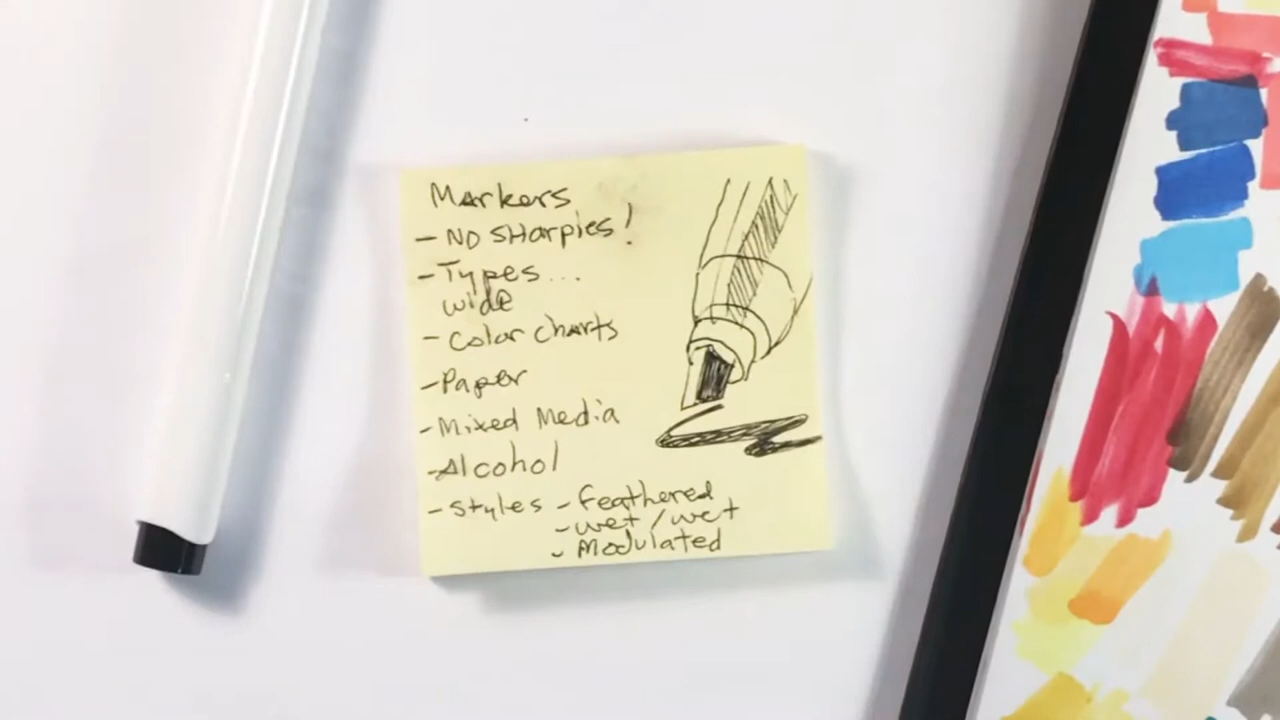 Markers
- No SHarpies!
- Types...
wide
- Color charts
- Paper
- Mixed Media
- Alcohol
- Styles - Feathered
- wet / wet
- Modulated